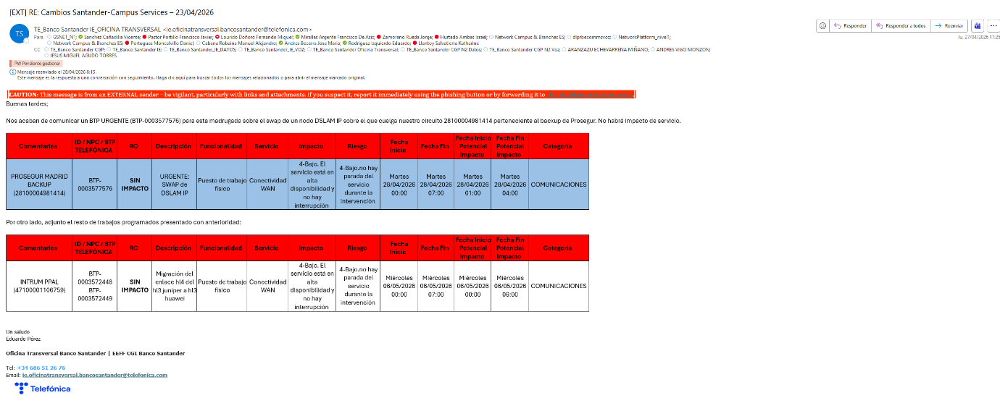 [EXT] RE: Cambios Santander-Campus Services – 23/04/2026
TS
TE_Banco Santander IE_OFICINA TRANSVERSAL <ie.oficinatransversal.bancosantander@telefonica.com>
Responder
Responder a todos
Reenviar
lu. 27/04/2026 17:25
Para GSNET_N1; Sanchez Cañadilla Vicente; Pastor Portillo Francisco Javier; Lourido Doñoro Fernando Miguel; Miralles Argente Francisco De Asis; Zamorano Rueda Jorge; Hurtado Arribas Israel; Network Campus & Branches ES; dlprbecommsvoz; NetworkPlatform_nivel1;
Network Campus & Branches ES; Portugues Moncalvillo Daniel; Cabana Robaina Manuel Alejandro; Andres Becerra Jose Maria; Rodriguez Izquierdo Eduardo; Llantoy Salvatierra Katherine
CC TE_Banco Santander CGP; TE_Banco Santander IE; TE_Banco Santander_IE_DATOS; TE_Banco Santander_IE_VOZ; TE_Banco Santander Oficina Transversal; TE_Banco Santander CGP N2 Datos; TE_Banco Santander CGP N2 Voz; ARANZAZU ECHEVARRENA MIÑANO; ANDRES VIGO MONZON;
JESUS MIGUEL AGUDO TORRES
PW Pendiente gestionar
Mensaje reenviado el 28/04/2026 8:15.
Este mensaje es la respuesta a una conversación con seguimiento. Haga clic aquí para buscar todos los mensajes relacionados o para abrir el mensaje marcado original.
CAUTION: This message is from an EXTERNAL sender – be vigilant, particularly with links and attachments. If you suspect it, report it immediately using the phishing button or by forwarding it to
Buenas tardes;
Nos acaban de comunicar un BTP URGENTE (BTP-0003577576) para esta madrugada sobre el swap de un nodo DSLAM IP sobre el que cuelga nuestro circuito 28100004981414 perteneciente al backup de Prosegur. No habrá impacto de servicio.
Comentarios ID / NPC / BTP TELEFÓNICA RO Descripción Funcionalidad Servicio Impacto Riesgo Fecha Inicio Fecha Fin Fecha Inicio Potencial Impacto Fecha Fin Potencial Impacto Categoria
PROSEGUR MADRID BACKUP (28100004981414) BTP-0003577576 SIN IMPACTO URGENTE: SWAP de DSLAM IP Puesto de trabajo físico Conectividad WAN 4-Bajo. El servicio está en alta disponibilidad y no hay interrupción 4-Bajo.no hay parada del servicio durante la intervención Martes 28/04/2026 00:00 Martes 28/04/2026 07:00 Martes 28/04/2026 01:00 Martes 28/04/2026 04:00 COMUNICACIONES
Por otro lado, adjunto el resto de trabajos programados presentado con anterioridad:
Comentarios ID / NPC / BTP TELEFÓNICA RO Descripción Funcionalidad Servicio Impacto Riesgo Fecha Inicio Fecha Fin Fecha Inicio Potencial Impacto Fecha Fin Potencial Impacto Categoria
INTRUM PPAL (47100001106759) BTP-0003572448 BTP-0003572449 SIN IMPACTO Migración del enlace hl4 del hl3 juniper a hl3 huawei Puesto de trabajo físico Conectividad WAN 4-Bajo. El servicio está en alta disponibilidad y no hay interrupción 4-Bajo.no hay parada del servicio durante la intervención Miércoles 06/05/2026 00:00 Miércoles 06/05/2026 07:00 Miércoles 06/05/2026 00:00 Miércoles 06/05/2026 06:00 COMUNICACIONES
Un saludo
Eduardo Pérez
Oficina Transversal Banco Santander | EEFF CGI Banco Santander
Tel: +34 686 51 26 76
Email: ie.oficinatransversal.bancosantander@telefonica.com
Telefónica